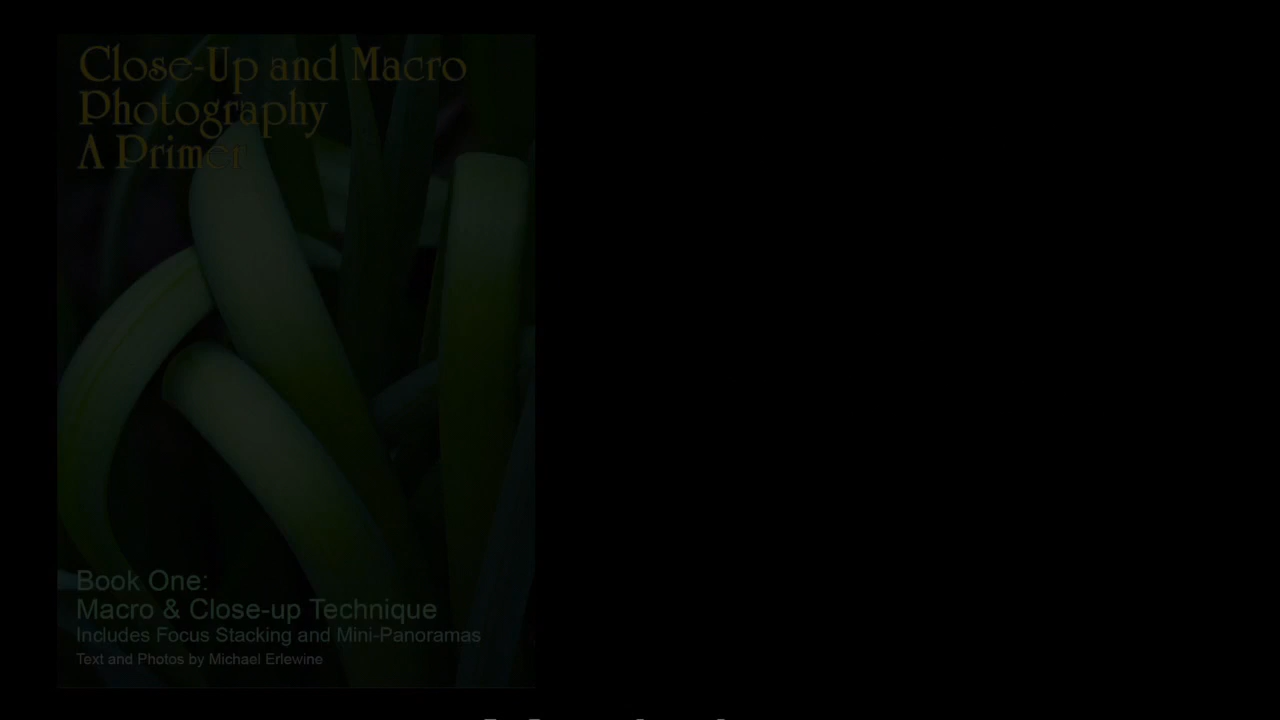 Close-Up and Macro
Photography
A Primer
Book One:
Macro & Close-up Technique
Includes Focus Stacking and Mini-Panoramas
Text and Photos by Michael Erlewine